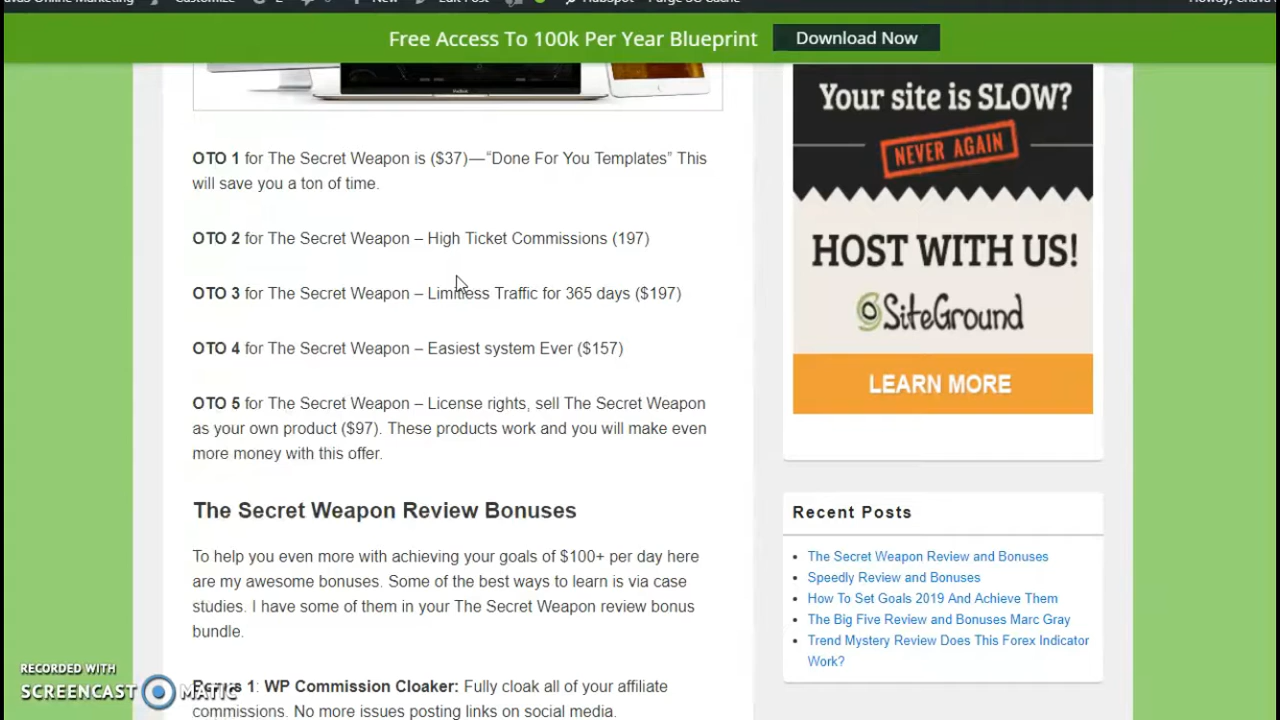 Customize
2
New
Edit Post
Free Access To 100k Per Year Blueprint
Download Now
OTO 1 for The Secret Weapon is ($37)—“Done For You Templates” This
will save you a ton of time.
OTO 2 for The Secret Weapon – High Ticket Commissions (197)
OTO 3 for The Secret Weapon – Limitless Traffic for 365 days ($197)
OTO 4 for The Secret Weapon – Easiest system Ever ($157)
OTO 5 for The Secret Weapon – License rights, sell The Secret Weapon
as your own product ($97). These products work and you will make even
more money with this offer.
The Secret Weapon Review Bonuses
To help you even more with achieving your goals of $100+ per day here
are my awesome bonuses. Some of the best ways to learn is via case
studies. I have some of them in your The Secret Weapon review bonus
bundle.
Bonus 1: WP Commission Cloaker: Fully cloak all of your affiliate
commissions. No more issues posting links on social media.
Your site is SLOW?
NEVER AGAIN
HOST WITH US!
SiteGround
LEARN MORE
Recent Posts
The Secret Weapon Review and Bonuses
Speedly Review and Bonuses
How To Set Goals 2019 And Achieve Them
The Big Five Review and Bonuses Marc Gray
Trend Mystery Review Does This Forex Indicator
Work?
RECORDED WITH
SCREENCAST MATIC